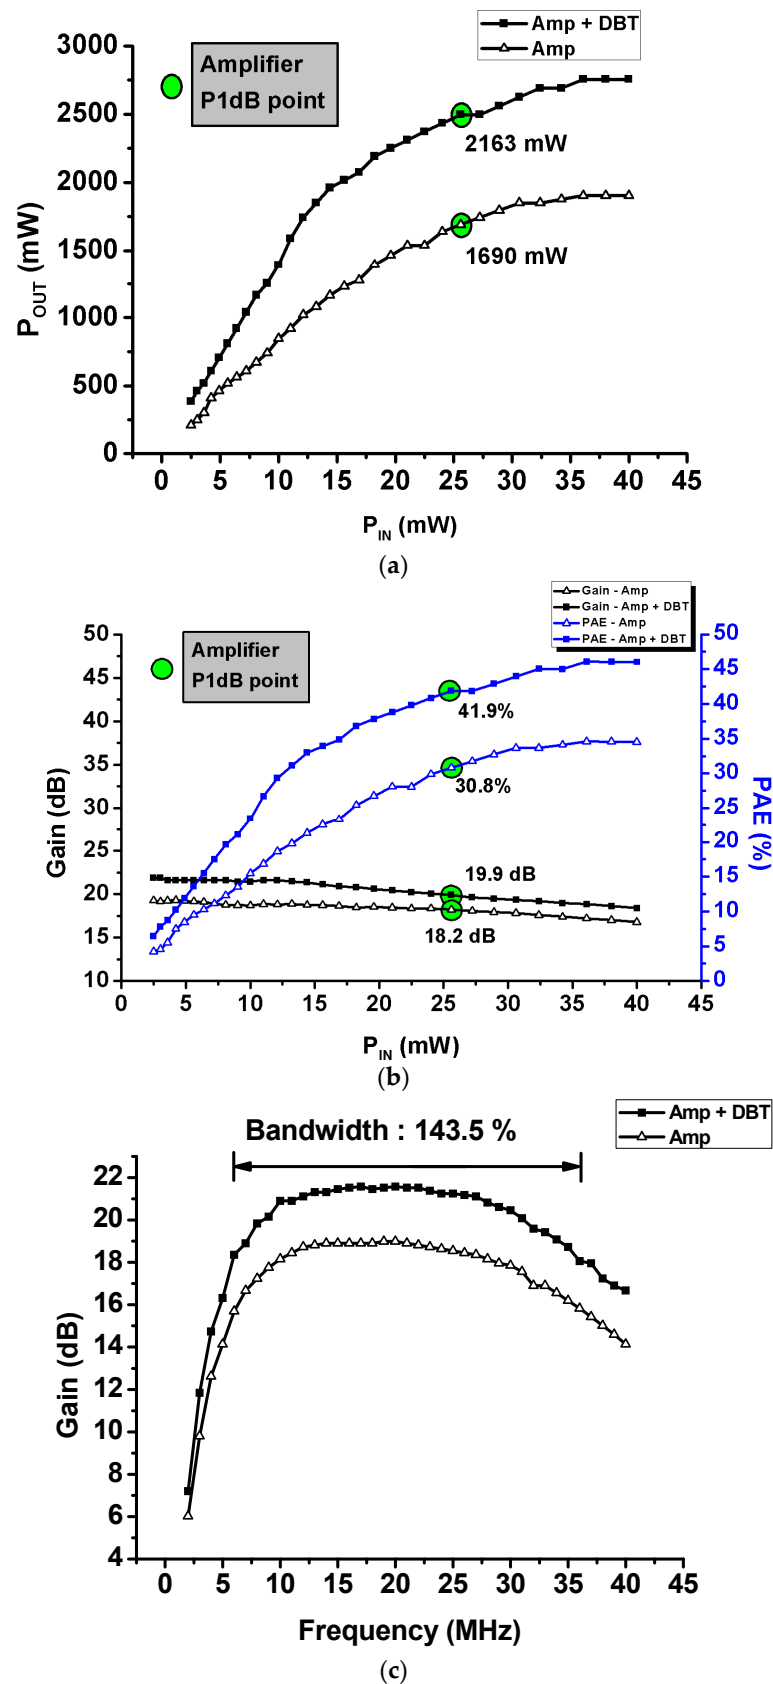 Amp + DBT
Amp
Amplifier
P1dB point
3000
2500
2000
1500
1000
500
0
P_OUT (mW)
2163 mW
1690 mW
0 5 10 15 20 25 30 35 40 45
P_IN (mW)
(a)
Gain - Amp
Gain - Amp + DBT
PAE - Amp
PAE - Amp + DBT
Amplifier
P1dB point
50
45
40
35
30
25
20
15
10
Gain (dB)
41.9%
30.8%
19.9 dB
18.2 dB
50
45
40
35
30
25
20
15
10
5
0
PAE (%)
0 5 10 15 20 25 30 35 40 45
P_IN (mW)
(b)
Amp + DBT
Amp
Bandwidth : 143.5 %
22
20
18
16
14
12
10
8
6
4
Gain (dB)
0 5 10 15 20 25 30 35 40 45
Frequency (MHz)
(c)